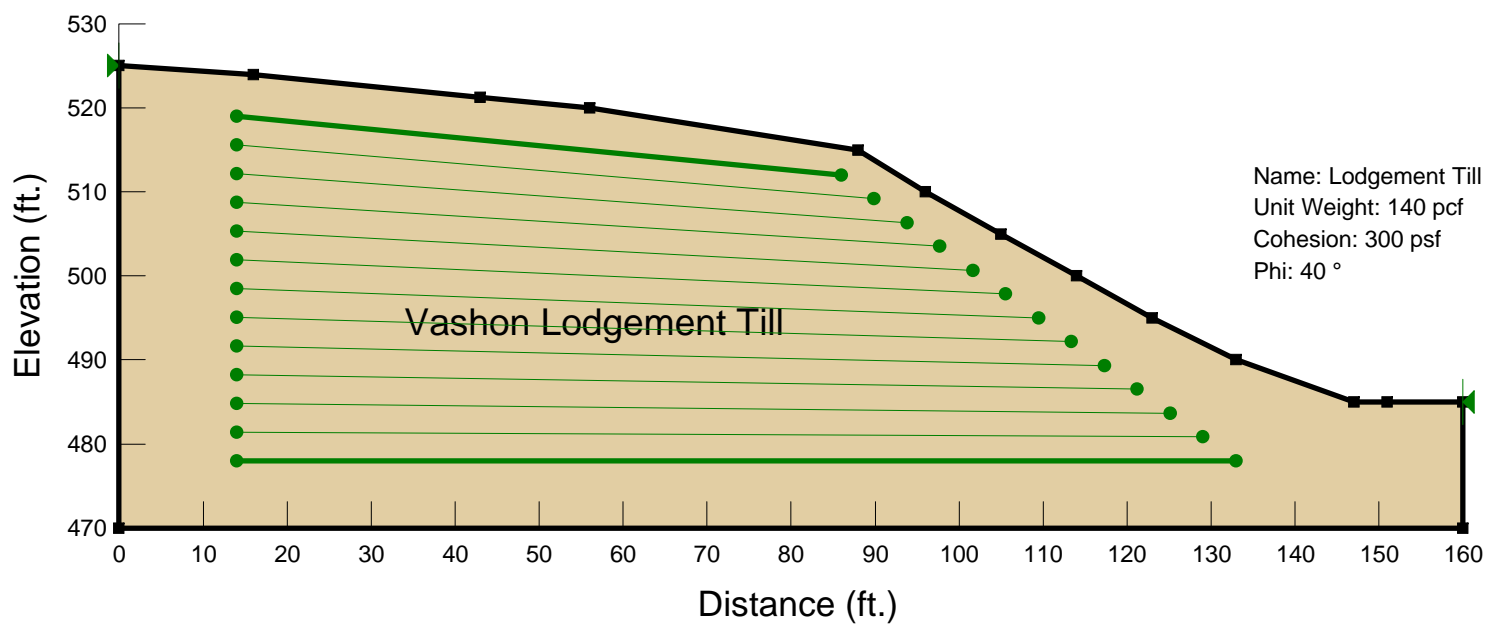 530
520
510
500
490
480
470
Elevation (ft.)
Vashon Lodgement Till
Name: Lodgement Till
Unit Weight: 140 pcf
Cohesion: 300 psf
Phi: 40 °
0 10 20 30 40 50 60 70 80 90 100 110 120 130 140 150 160
Distance (ft.)